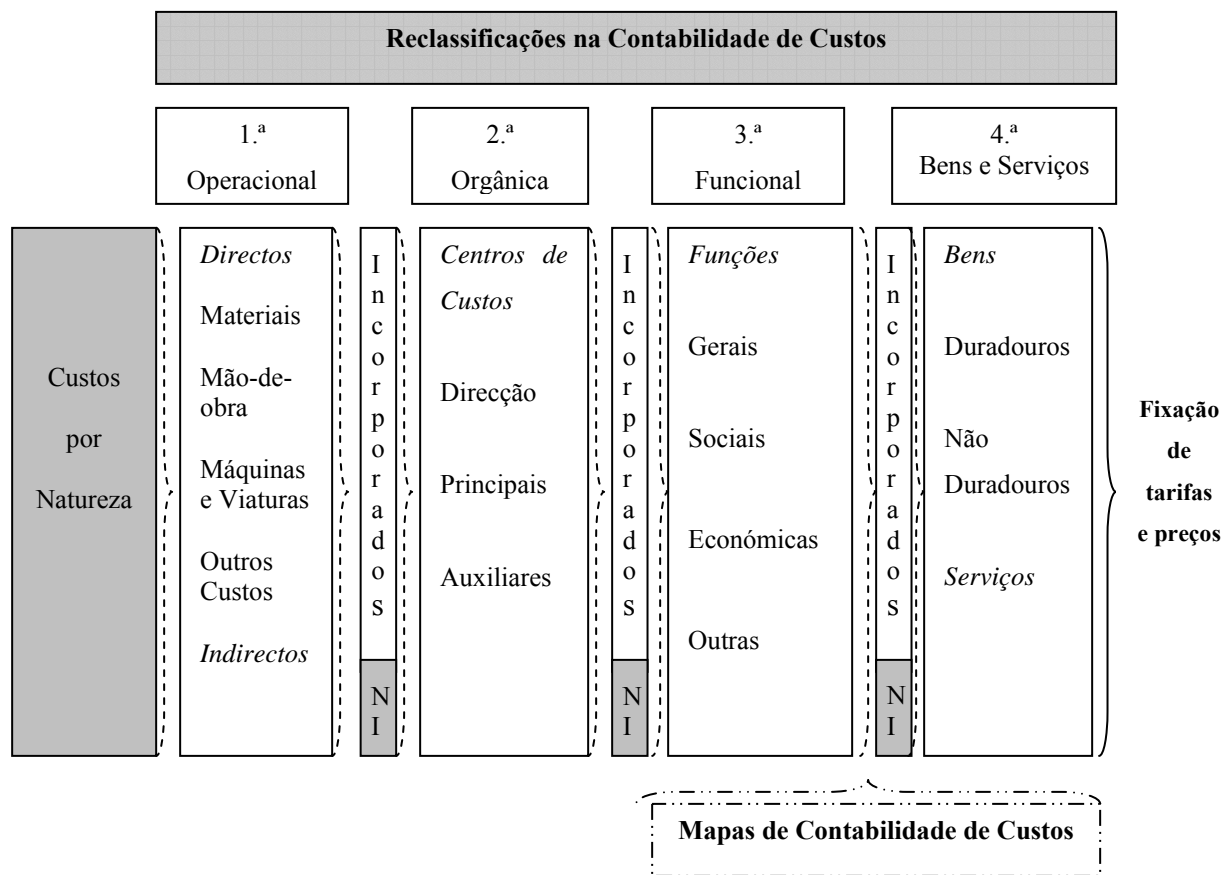 Reclassificações na Contabilidade de Custos
1.ª
Operacional
2.ª
Orgânica
3.ª
Funcional
4.ª
Bens e Serviços
Custos
por
Natureza
Directos
Materiais
Mão-de-
obra
Máquinas
e Viaturas
Outros
Custos
Indirectos
Incorporados
NI
Centros de
Custos
Direcção
Principais
Auxiliares
Incorporados
NI
Funções
Gerais
Sociais
Económicas
Outras
Incorporados
NI
Bens
Duradouros
Não
Duradouros
Serviços
Fixação
de
tarifas
e preços
Mapas de Contabilidade de Custos